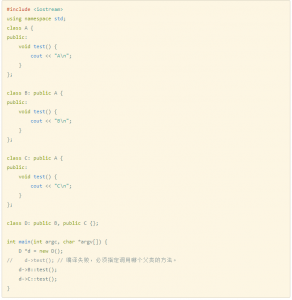 #include <iostream>
using namespace std;
class A {
public:
    void test() {
        cout << "A\n";
    }
};

class B: public A {
public:
    void test() {
        cout << "B\n";
    }
};

class C: public A {
public:
    void test() {
        cout << "C\n";
    }
};

class D: public B, public C {};

int main(int argc, char *argv[]) {
    D *d = new D();
//    d->test(); // 编译失败，必须指定调用哪个父类的方法。
    d->B::test();
    d->C::test();
}